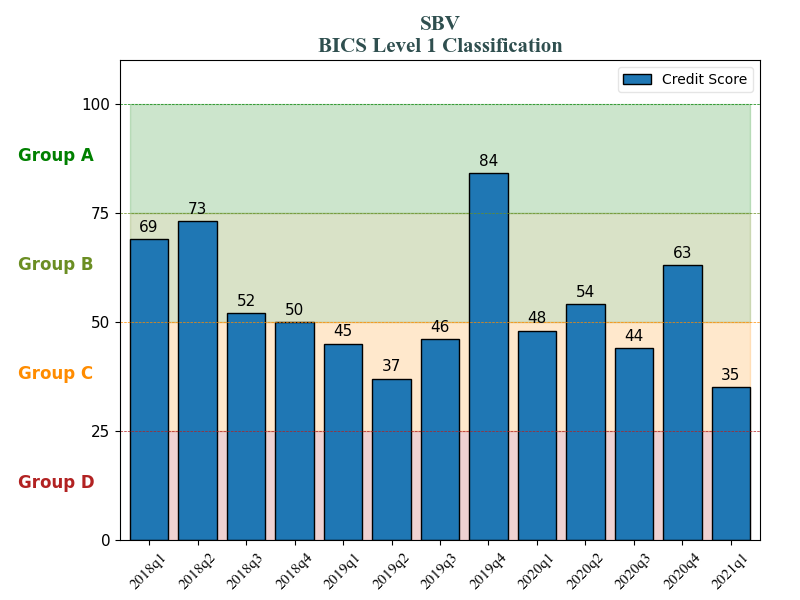 SBV
BICS Level 1 Classification
Credit Score
100
Group A
84
75
73
69
Group B
63
54
52
50
50
48
46
45
44
Group C
37
35
25
Group D
0
2018q1 2018q2 2018q3 2018q4 2019q1 2019q2 2019q3 2019q4 2020q1 2020q2 2020q3 2020q4 2021q1